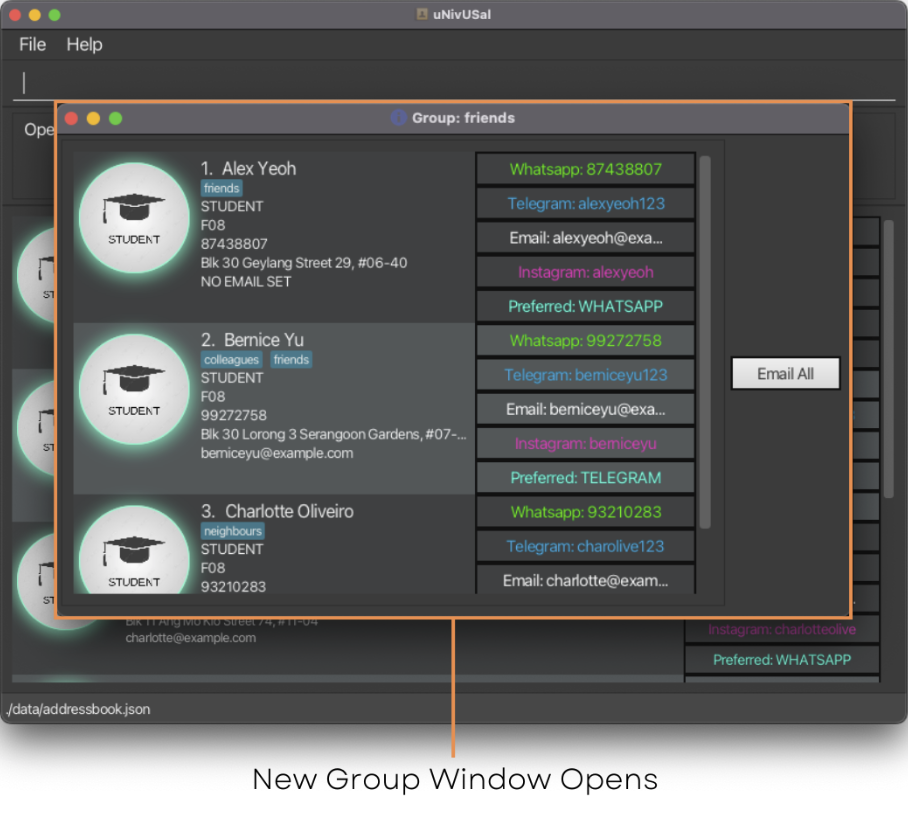 uNivUSal
File Help
Ope
Group: friends
STUDENT
1. Alex Yeoh
friends
STUDENT
F08
87438807
Blk 30 Geylang Street 29, #06-40
NO EMAIL SET
Whatsapp: 87438807
Telegram: alexyeoh123
Email: alexyeoh@exa...
Instagram: alexyeoh
Preferred: WHATSAPP
STUDENT
2. Bernice Yu
colleagues friends
STUDENT
F08
99272758
Blk 30 Lorong 3 Serangoon Gardens, #07-...
berniceyu@example.com
Whatsapp: 99272758
Telegram: berniceyu123
Email: berniceyu@exa...
Instagram: berniceyu
Preferred: TELEGRAM
Email All
STUDENT
3. Charlotte Oliveiro
neighbours
STUDENT
F08
93210283
Whatsapp: 93210283
Telegram: charolive123
Email: charlotte@exam...
ST
ST
ST
Blk 11 Ang Mo Kio Street 74, #11-04
charlotte@example.com
Instagram: charlotteolive
Preferred: WHATSAPP
./data/addressbook.json
New Group Window Opens